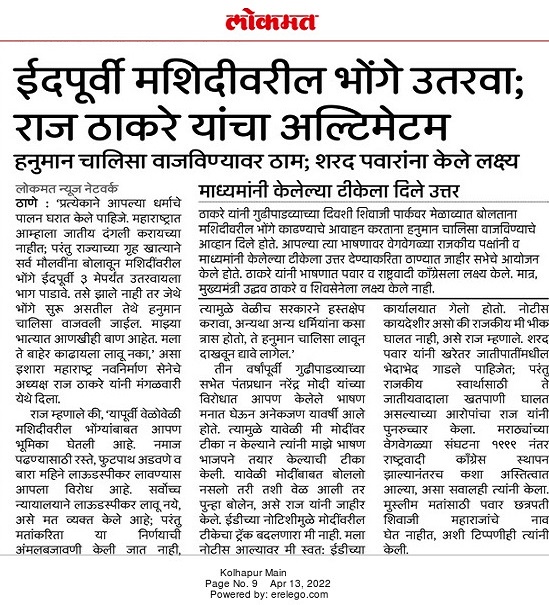 लोकमत
ईदपूर्वी मशिदीवरील भोंगे उतरवा;
राज ठाकरे यांचा अल्टिमेटम
हनुमान चालिसा वाजविण्यावर ठाम; शरद पवारांना केले लक्ष्य
लोकमत न्यूज नेटवर्क
ठाणे : ‘प्रत्येकाने आपल्या धर्माचे
पालन घरात केले पाहिजे. महाराष्ट्रात
आम्हाला जातीय दंगली करायच्या
नाहीत; परंतु राज्याच्या गृह खात्याने
सर्व मौलवींना बोलावून मशिदींवरील
भोंगे ईदपूर्वी ३ मेपर्यंत उतरवायला
भाग पाडावे. तसे झाले नाही तर जेथे
भोंगे सुरू असतील तेथे हनुमान
चालिसा वाजवली जाईल. माझ्या
भात्यात आणखीही बाण आहेत. मला
ते बाहेर काढायला लावू नका,’ असा
इशारा महाराष्ट्र नवनिर्माण सेनेचे
अध्यक्ष राज ठाकरे यांनी मंगळवारी
येथे दिला.
राज म्हणाले की, ‘यापूर्वी वेळोवेळी
मशिदीवरील भोंग्यांबाबत आपण
भूमिका घेतली आहे. नमाज
पढण्यासाठी रस्ते, फुटपाथ अडवणे व
बारा महिने लाऊडस्पीकर लावण्यास
आपला विरोध आहे. सर्वोच्च
न्यायालयाने लाऊडस्पीकर लावू नये,
असे मत व्यक्त केले आहे; परंतु
मतांकरिता या निर्णयाची
अंमलबजावणी केली जात नाही,
माध्यमांनी केलेल्या टीकेला दिले उत्तर
ठाकरे यांनी गुढीपाडव्याच्या दिवशी शिवाजी पार्कवर मेळाव्यात बोलताना
मशिदीवरील भोंगे काढण्याचे आवाहन करताना हनुमान चालिसा वाजविण्याचे
आव्हान दिले होते. आपल्या त्या भाषणावर वेगवेगळ्या राजकीय पक्षांनी व
माध्यमांनी केलेल्या टीकेला उत्तर देण्याकरिता ठाण्यात जाहीर सभेचे आयोजन
केले होते. ठाकरे यांनी भाषणात पवार व राष्ट्रवादी काँग्रेसला लक्ष्य केले. मात्र,
मुख्यमंत्री उद्धव ठाकरे व शिवसेनेला लक्ष्य केले नाही.
त्यामुळे वेळीच सरकारने हस्तक्षेप
करावा, अन्यथा अन्य धर्मियांना कसा
त्रास होतो, ते हनुमान चालिसा लावून
दाखवून द्यावे लागेल.’
तीन वर्षांपूर्वी गुढीपाडव्याच्या
सभेत पंतप्रधान नरेंद्र मोदी यांच्या
विरोधात आपण केलेले भाषण
मनात घेऊन अनेकजण यावर्षी आले
होते. त्यामुळे यावेळी मी मोदींवर
टीका न केल्याने त्यांनी माझे भाषण
भाजपने तयार केल्याची टीका
केली. यावेळी मोदींबाबत बोललो
नसलो तरी तशी वेळ आली तर
पुन्हा बोलेन, असे राज यांनी जाहीर
केले. ईडीच्या नोटिशीमुळे मोदींवरील
टीकेचा ट्रॅक बदलणारा मी नाही. मला
नोटीस आल्यावर मी स्वत: ईडीच्या
कार्यालयात गेलो होतो. नोटीस
कायदेशीर असो की राजकीय मी भीक
घालत नाही, असे राज म्हणाले. शरद
पवार यांनी खरेतर जातीपातींमधील
भेदाभेद गाडले पाहिजेत; परंतु
राजकीय स्वार्थासाठी ते
जातीयवादाला खतपाणी घालत
असल्याच्या आरोपांचा राज यांनी
पुनरुच्चार केला. मराठ्यांच्या
वेगवेगळ्या संघटना १९९९ नंतर
राष्ट्रवादी काँग्रेस स्थापन
झाल्यानंतरच कशा अस्तित्वात
आल्या, असा सवालही त्यांनी केला.
मुस्लीम मतांसाठी पवार छत्रपती
शिवाजी महाराजांचे नाव
घेत नाहीत, अशी टिप्पणीही त्यांनी
केली.
Kolhapur Main
Page No. 9 Apr 13, 2022
Powered by: erelego.com